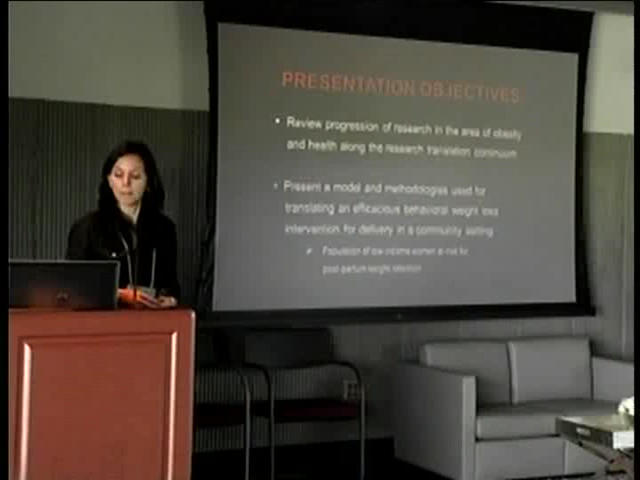 PRESENTATION OBJECTIVES
Review progression of research in the area of obesity
and health along the research translation continuum
Present a model and methodologies used for
translating an efficacious behavioral weight loss
intervention for delivery in a community setting
Population of low-income women at-risk for
post-partum weight retention